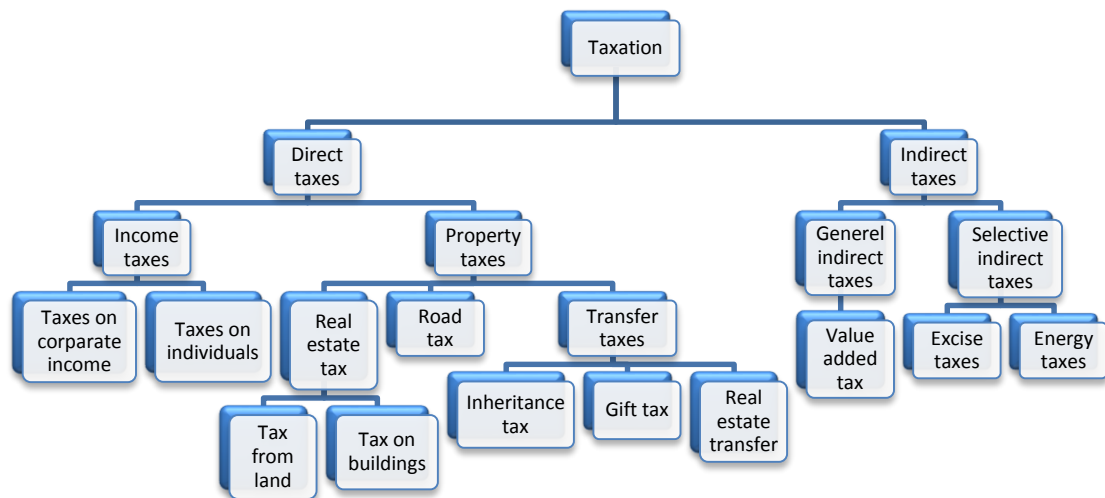 Taxation
Direct
taxes
Indirect
taxes
Income
taxes
Property
taxes
Generel
indirect
taxes
Selective
indirect
taxes
Taxes on
corparate
income
Taxes on
individuals
Real
estate
tax
Road
tax
Transfer
taxes
Value
added
tax
Excise
taxes
Energy
taxes
Tax
from
land
Tax on
buildings
Inheritance
tax
Gift tax
Real
estate
transfer